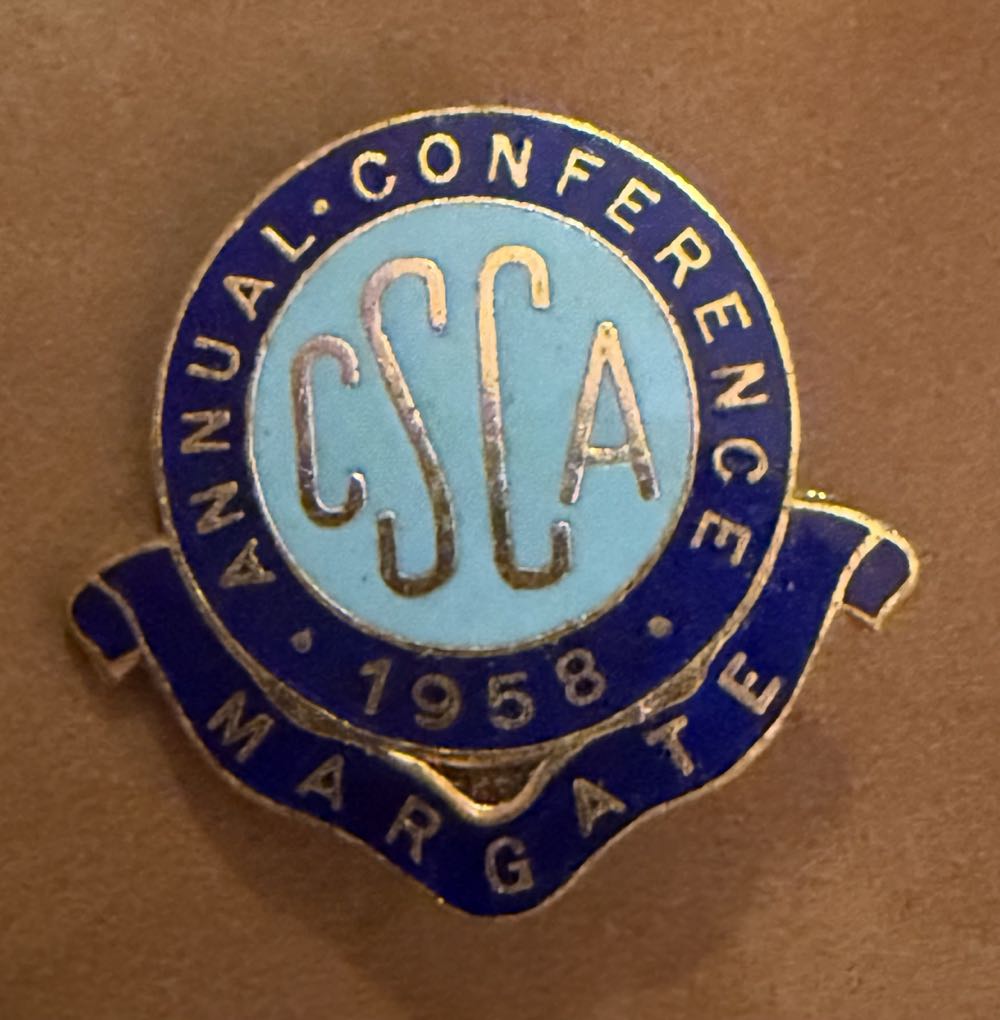 ANNUAL · CONFERENCE
CSCA
· 1958 ·
MARGATE